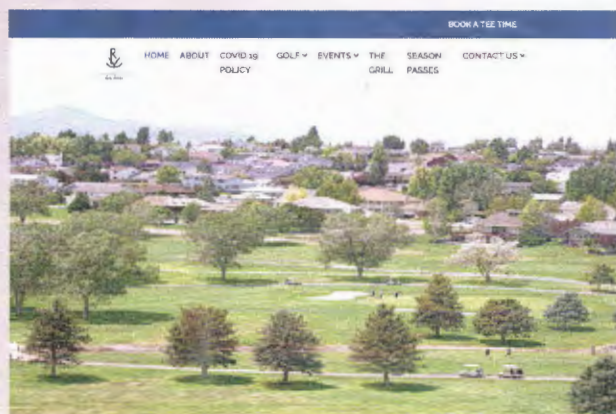 BOOK A TEE TIME
HOME ABOUT COVID 19 GOLF EVENTS THE SEASON CONTACT US
POLICY GRILL PASSES